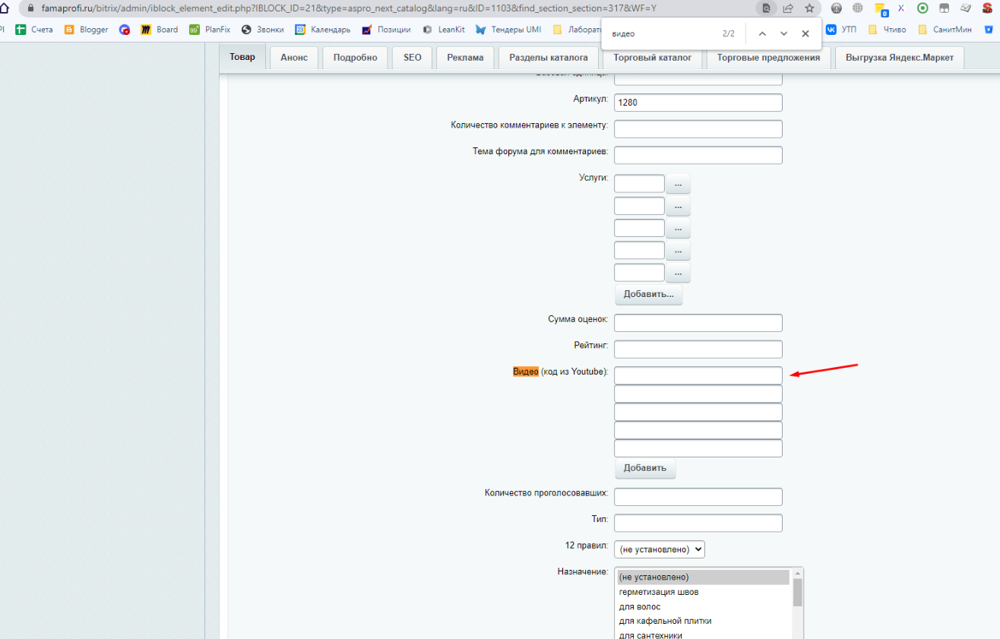 famaprofi.ru/bitrix/admin/iblock_element_edit.php?IBLOCK_ID=21&type=aspro_next_catalog&lang=ru&ID=1103&find_section_section=317&WF=Y
Счета Blogger Board PlanFix Звонки 23 Календарь Позиции LeanKit Тендеры UMI Лаборат УТП Чтиво СанитМин
видео 2/2
Товар Анонс Подробно SEO Реклама Разделы каталога Торговый каталог Торговые предложения Выгрузка Яндекс.Маркет
Артикул: 1280
Количество комментариев к элементу:
Тема форума для комментариев:
Услуги: ...
...
...
...
...
Добавить...
Сумма оценок:
Рейтинг:
Видео (код из Youtube):
Добавить
Количество проголосовавших:
Тип:
12 правил: (не установлено)
Назначение: (не установлено)
герметизация швов
для волос
для кафельной плитки
для сантехники